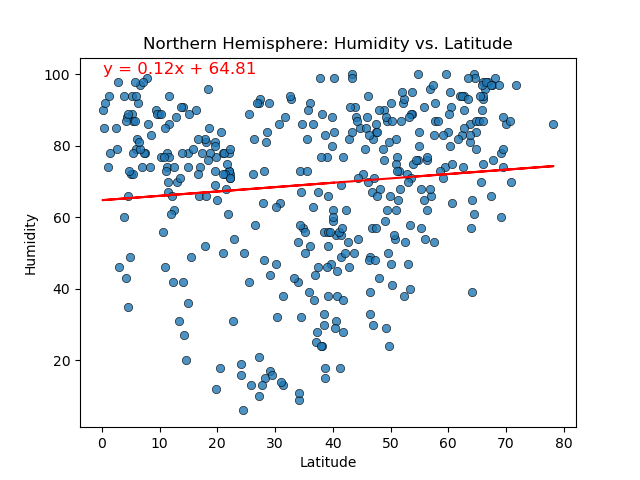 Northern Hemisphere: Humidity vs. Latitude
y = 0.12x + 64.81
100
80
60
40
20
Humidity
0 10 20 30 40 50 60 70 80
Latitude